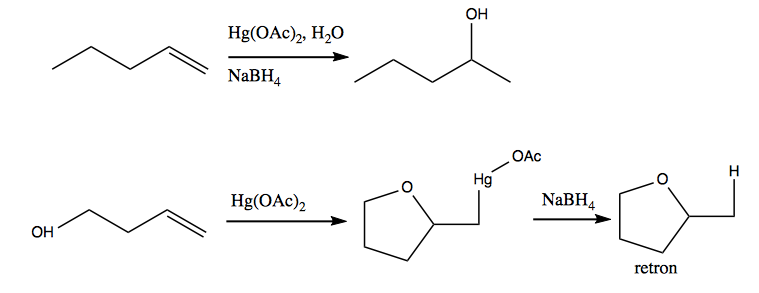 OH
Hg(OAc)₂, H₂O
NaBH₄
OH
Hg(OAc)₂
O
Hg
OAc
NaBH₄
O
H
retron